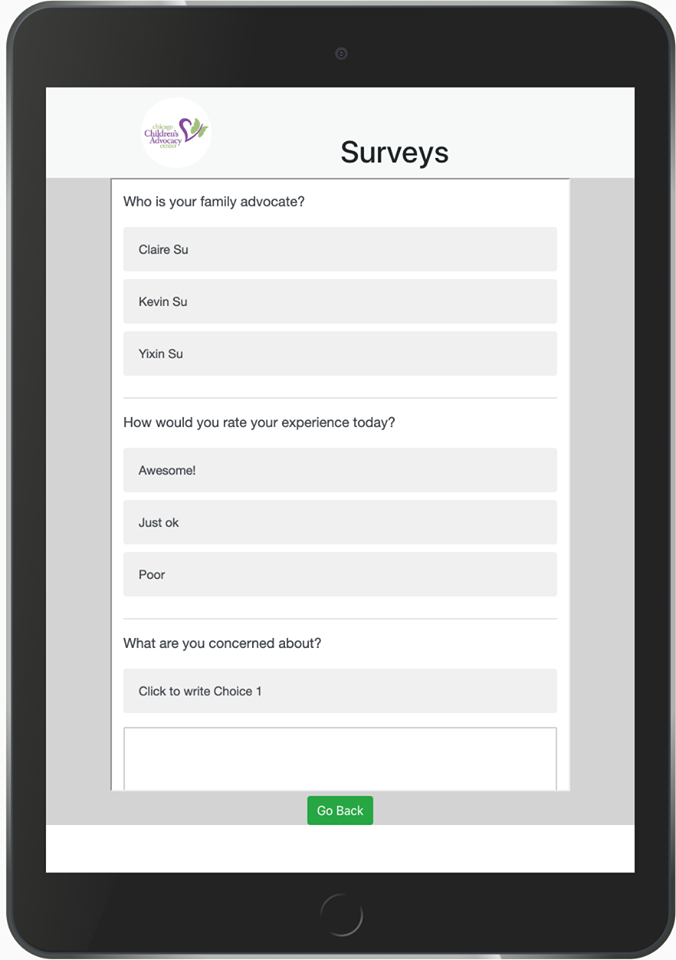 chicago
Children's
Advocacy
center
Surveys
Who is your family advocate?
Claire Su
Kevin Su
Yixin Su
How would you rate your experience today?
Awesome!
Just ok
Poor
What are you concerned about?
Click to write Choice 1
Go Back